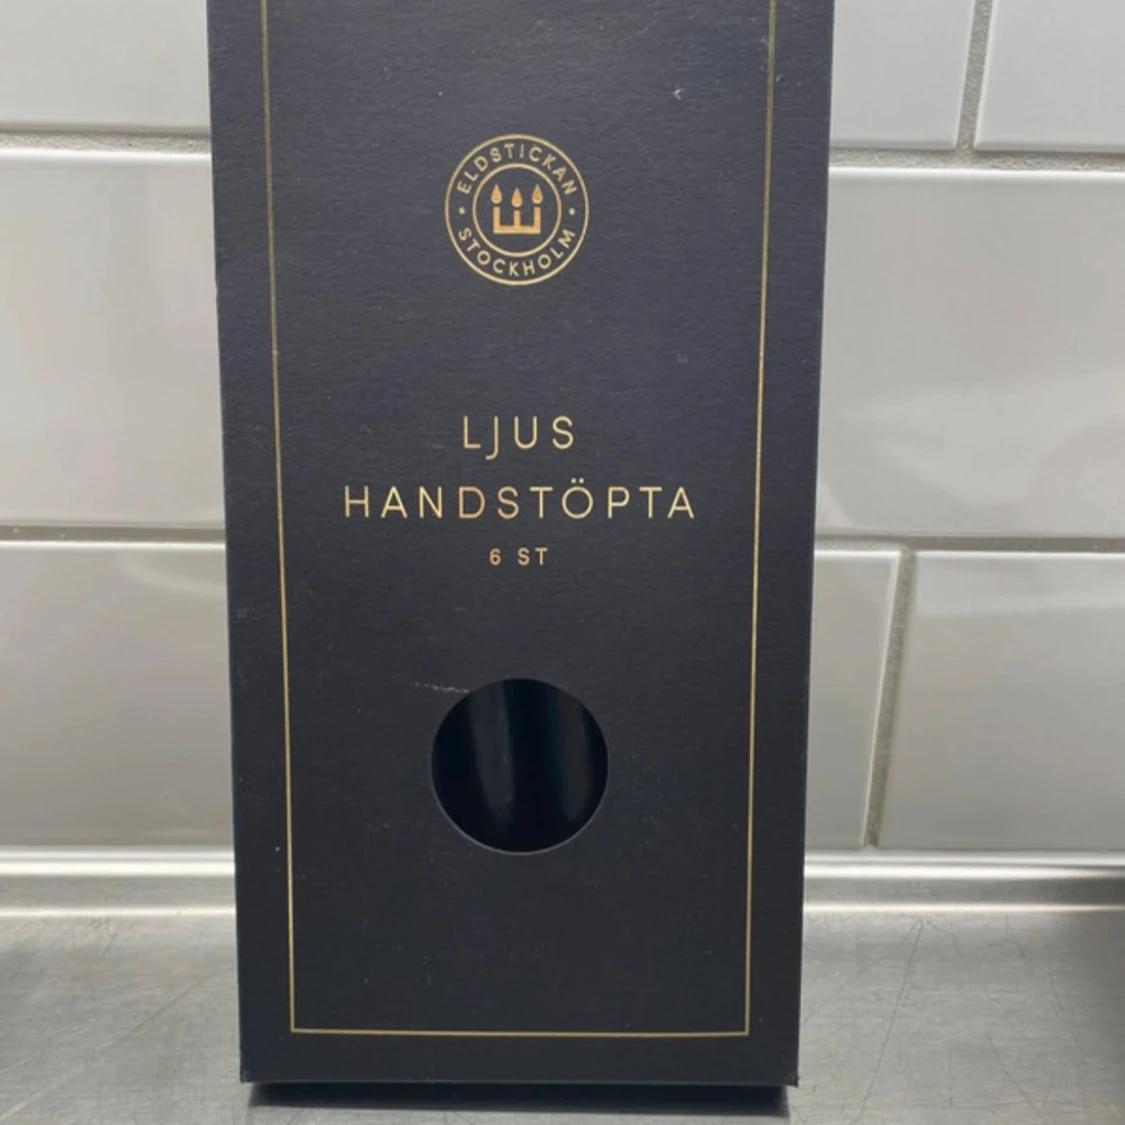 ELDSTICKAN
STOCKHOLM
LJUS
HANDSTÖPTA
6 ST